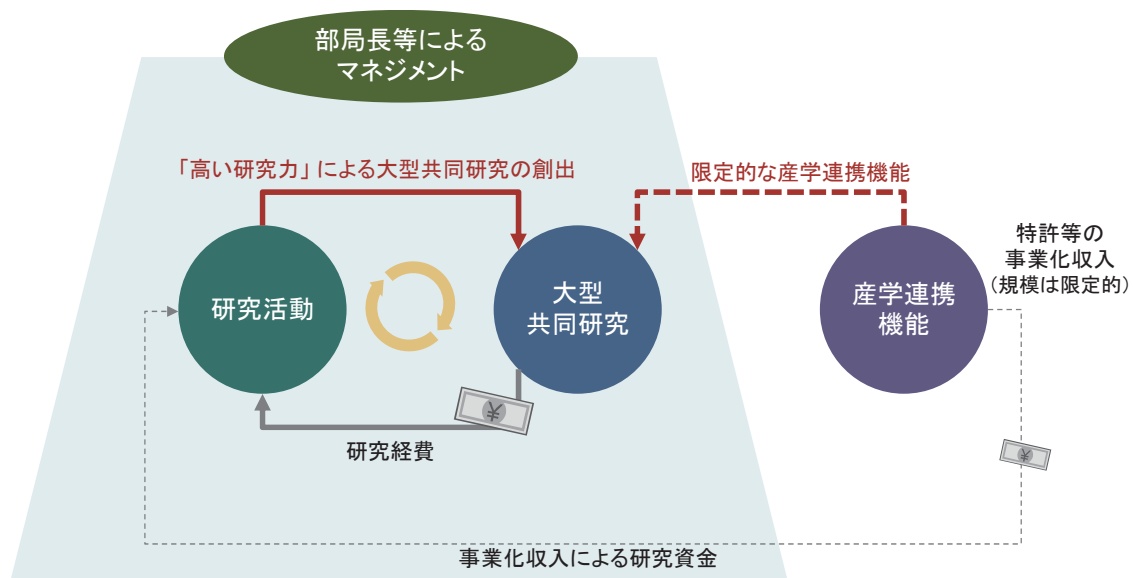 部局長等による
マネジメント
「高い研究力」による大型共同研究の創出
限定的な産学連携機能
特許等の
事業化収入
（規模は限定的）
研究活動
大型
共同研究
産学連携
機能
¥
研究経費
¥
事業化収入による研究資金